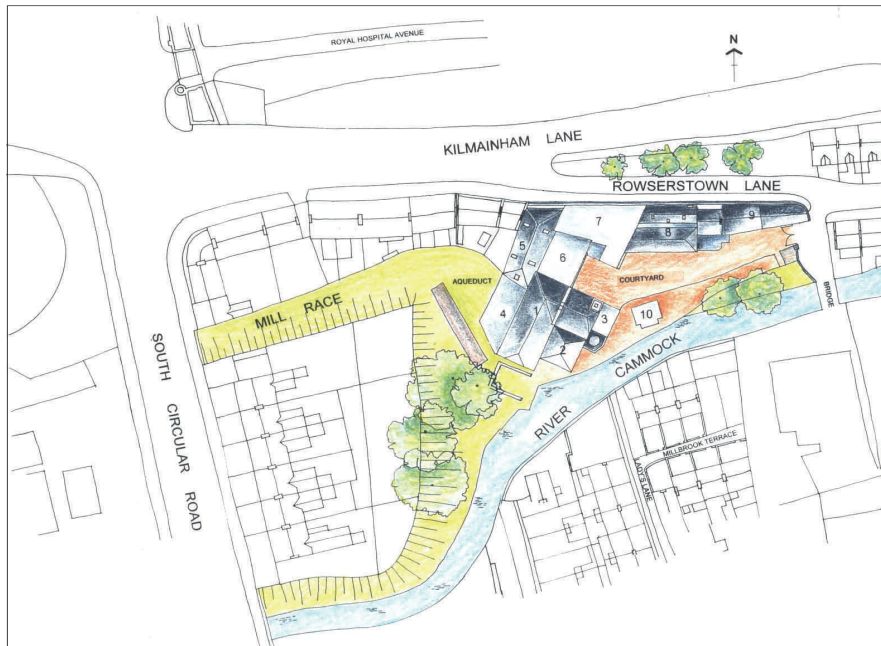 ROYAL HOSPITAL AVENUE
N
KILMAINHAM LANE
ROWSERSTOWN LANE
7
9
8
5
6
AQUEDUCT
COURTYARD
MILL RACE
4
1
3
10
2
BRIDGE
SOUTH CIRCULAR ROAD
RIVER CAMMOCK
MILLBROOK TERRACE
LADY'S LANE